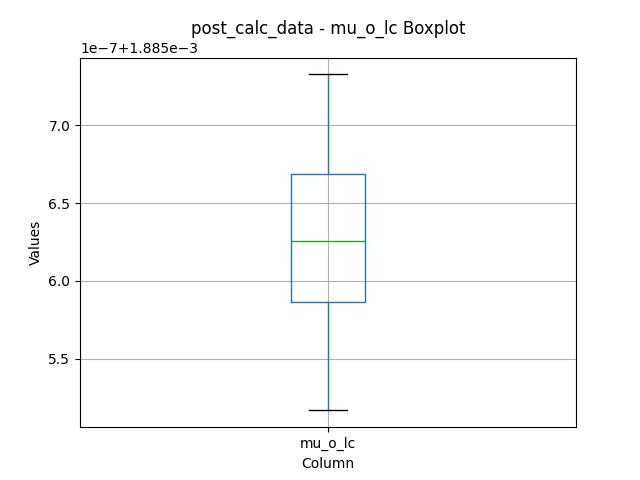 post_calc_data - mu_o_lc Boxplot
1e−7+1.885e−3
7.0
6.5
6.0
5.5
Values
mu_o_lc
Column